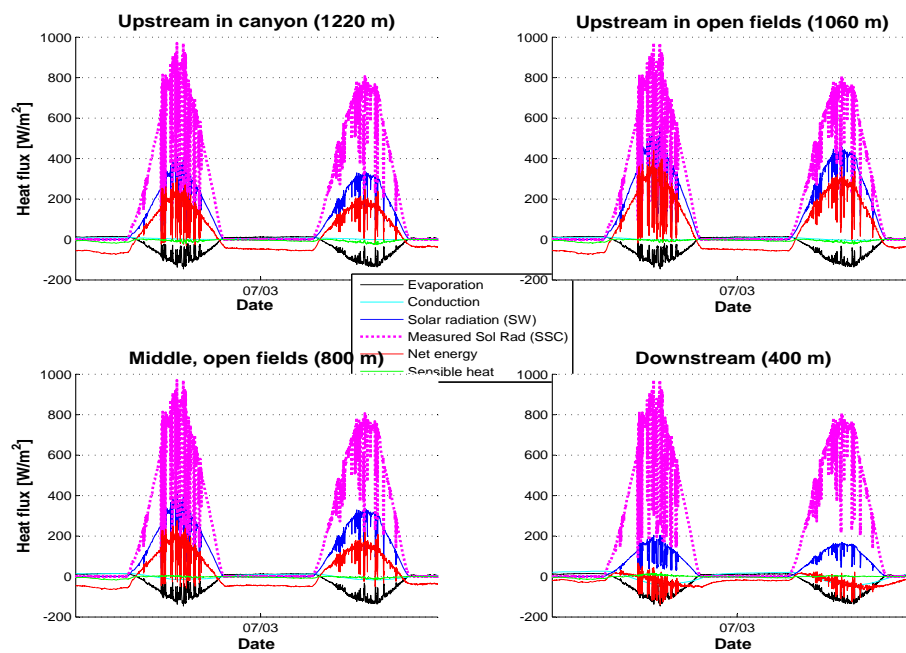 Upstream in canyon (1220 m)
Upstream in open fields (1060 m)
1000
800
600
400
200
0
-200
Heat flux [W/m²]
07/03
Date
1000
800
600
400
200
0
-200
07/03
Date
Evaporation
Conduction
Solar radiation (SW)
Measured Sol Rad (SSC)
Net energy
Sensible heat
Middle, open fields (800 m)
Downstream (400 m)
1000
800
600
400
200
0
-200
Heat flux [W/m²]
07/03
Date
1000
800
600
400
200
0
-200
07/03
Date